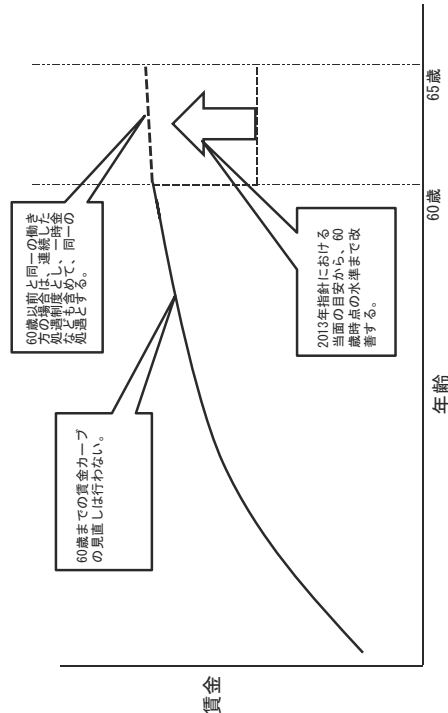 60歳以前と同一の働き
方の場合は、連続した
処遇制度とし、一時金
なども含めて、同一の
処遇とする。
60歳までの賃金カーブ
の見直しは行わない。
2013年指針における
当面の目安から、60
歳時点の水準まで改
善する。
賃金
60歳
65歳
年齢